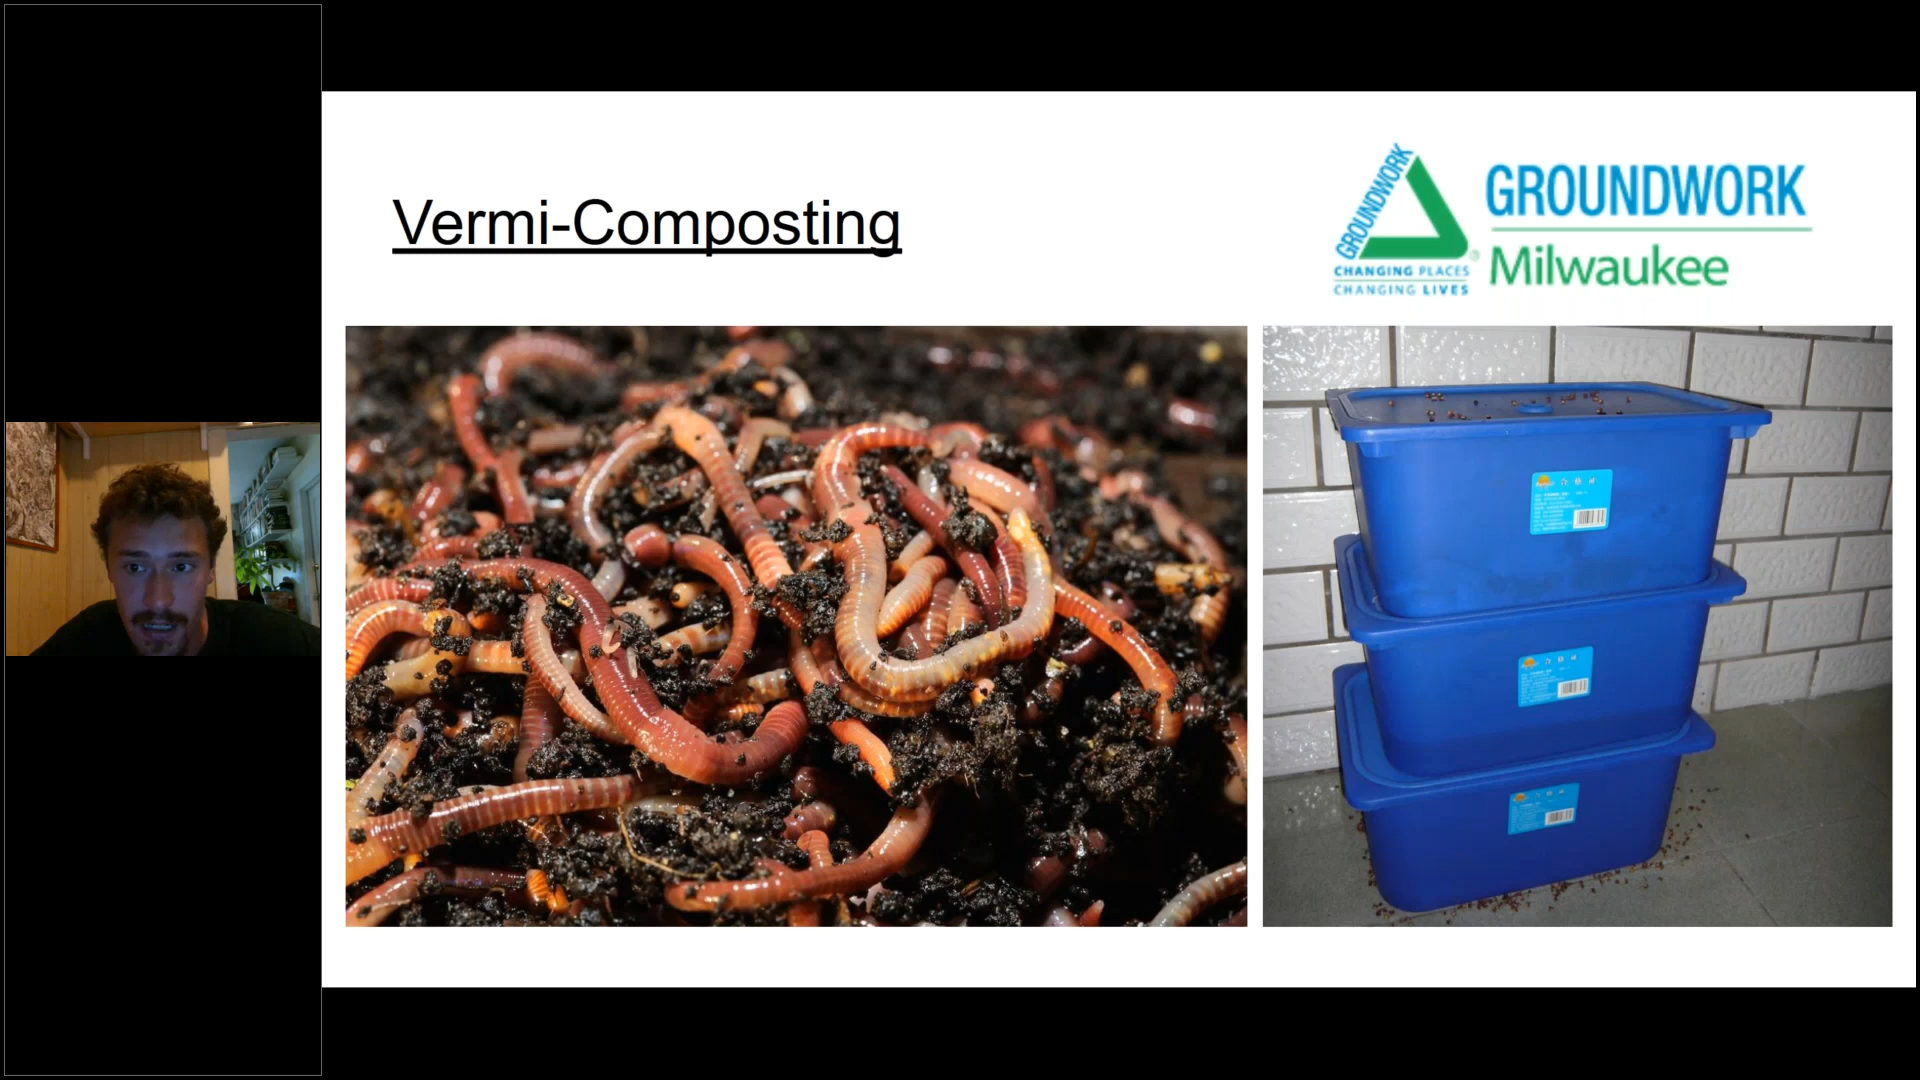 Vermi-Composting
GROUNDWORK
CHANGING PLACES
CHANGING LIVES
®
GROUNDWORK
Milwaukee